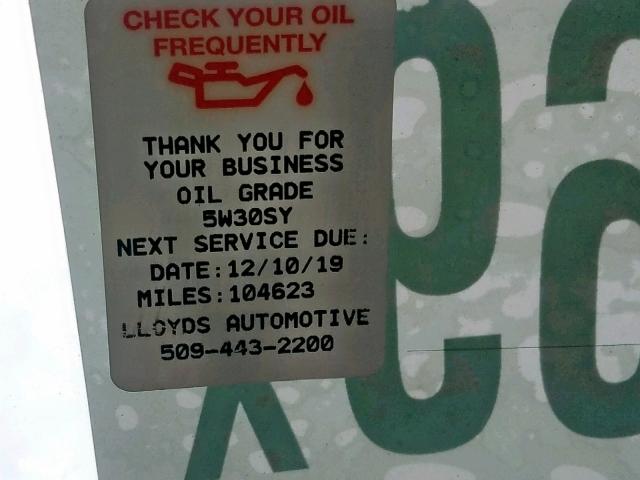 CHECK YOUR OIL
FREQUENTLY
THANK YOU FOR
YOUR BUSINESS
OIL GRADE
5W30SY
NEXT SERVICE DUE:
DATE:12/10/19
MILES:104623
LLOYDS AUTOMOTIVE
509-443-2200